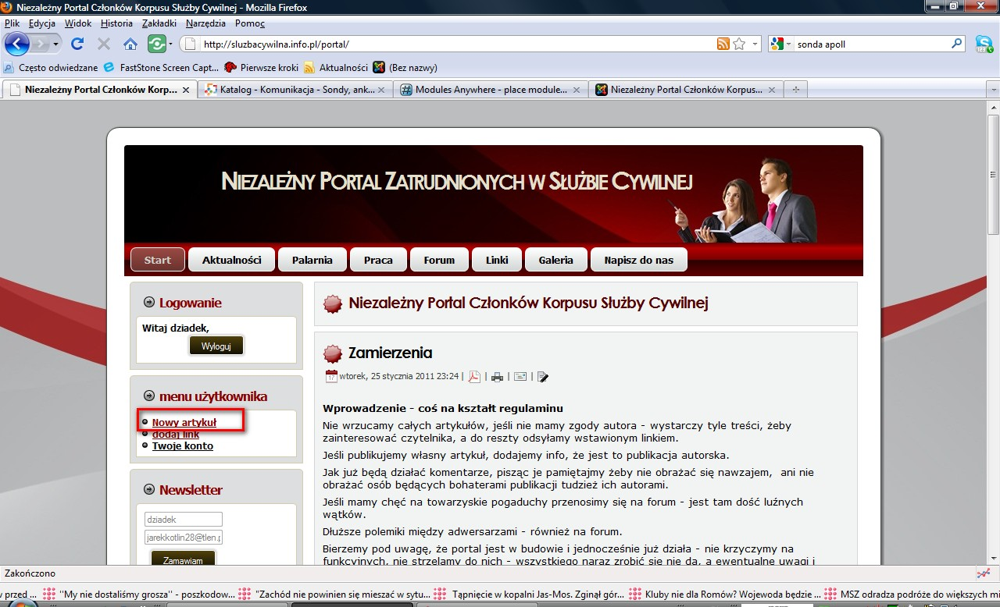 Niezależny Portal Członków Korpusu Służby Cywilnej - Mozilla Firefox
Plik Edycja Widok Historia Zakładki Narzędzia Pomoc
http://sluzbacywilna.info.pl/portal/
sonda apoll
Często odwiedzane FastStone Screen Capt... Pierwsze kroki Aktualności (Bez nazwy)
Niezależny Portal Członków Korp... Katalog - Komunikacja - Sondy, ank... Modules Anywhere - place module... Niezależny Portal Członków Korpus...
NIEZALEŻNY PORTAL ZATRUDNIONYCH W SŁUŻBIE CYWILNEJ
Start Aktualności Palarnia Praca Forum Linki Galeria Napisz do nas
Logowanie
Witaj dziadek,
Wyloguj
menu użytkownika
Nowy artykuł
dodaj link
Twoje konto
Newsletter
dziadek
jarekkotlin28@tlen.p
Zamawiam
Niezależny Portal Członków Korpusu Służby Cywilnej
Zamierzenia
17 wtorek, 25 stycznia 2011 23:24 | | | |
Wprowadzenie - coś na kształt regulaminu
Nie wrzucamy całych artykułów, jeśli nie mamy zgody autora - wystarczy tyle treści, żeby
zainteresować czytelnika, a do reszty odsyłamy wstawionym linkiem.
Jeśli publikujemy własny artykuł, dodajemy info, że jest to publikacja autorska.
Jak już będą działać komentarze, pisząc je pamiętajmy żeby nie obrażać się nawzajem, ani nie
obrażać osób będących bohaterami publikacji tudzież ich autorami.
Jeśli mamy chęć na towarzyskie pogaduchy przenosimy się na forum - jest tam dość luźnych
wątków.
Dłuższe polemiki między adwersarzami - również na forum.
Bierzemy pod uwagę, że portal jest w budowie i jednocześnie już działa - nie krzyczymy na
funkcyjnych, nie strzelamy do nich - wszystkiego naraz zrobić się nie da, a ewentualne uwagi i
Zakończono
w przed ... "My nie dostaliśmy grosza" - poszkodow... "Zachód nie powinien się mieszać w sytu... Tąpnięcie w kopalni Jas-Mos. Zginął gór... Kluby nie dla Romów? Wojewoda będzie ... MSZ odradza podróże do większych mi